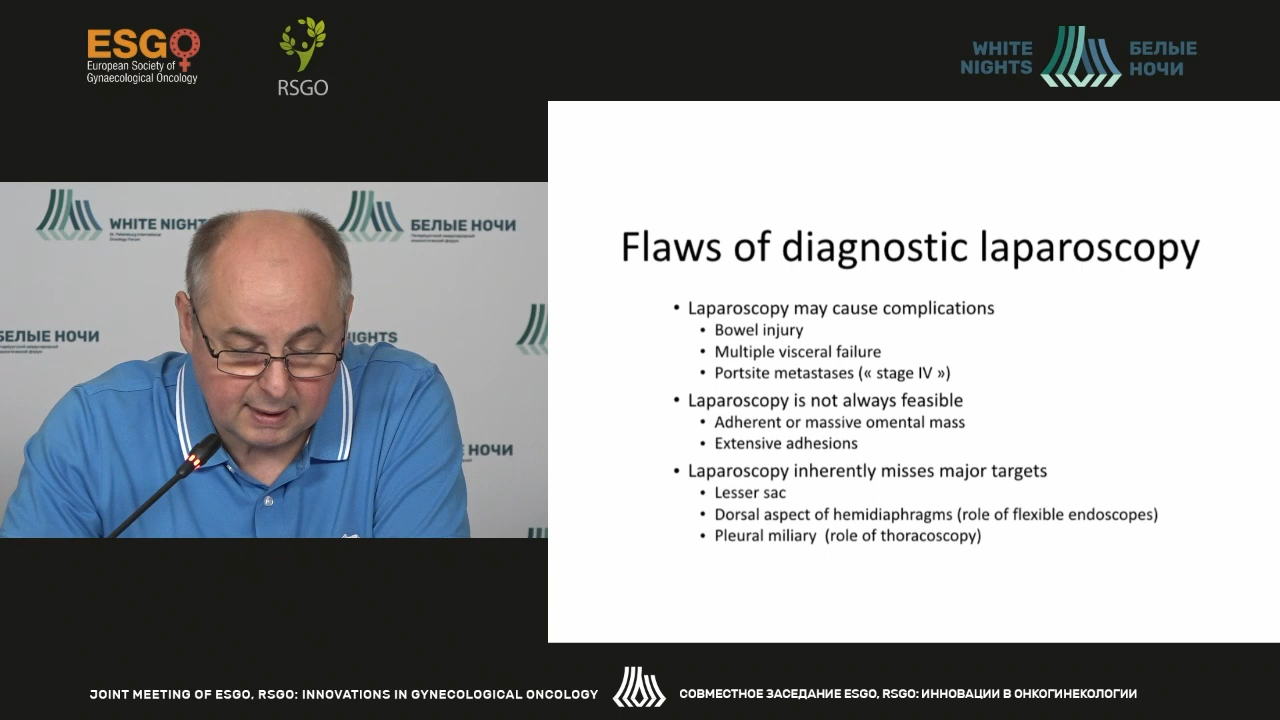 ESGO
European Society of
Gynaecological Oncology
RSGO
WHITE
NIGHTS
БЕЛЫЕ
НОЧИ
WHITE NIGHT
БЕЛЫЕ НОЧИ
БЕЛЫЕ НОЧИ
NIGHTS
НОЧИ
Flaws of diagnostic laparoscopy
• Laparoscopy may cause complications
• Bowel injury
• Multiple visceral failure
• Portsite metastases (« stage IV »)
• Laparoscopy is not always feasible
• Adherent or massive omental mass
• Extensive adhesions
• Laparoscopy inherently misses major targets
• Lesser sac
• Dorsal aspect of hemidiaphragms (role of flexible endoscopes)
• Pleural miliary (role of thoracoscopy)
JOINT MEETING OF ESGO, RSGO: INNOVATIONS IN GYNECOLOGICAL ONCOLOGY
СОВМЕСТНОЕ ЗАСЕДАНИЕ ESGO, RSGO: ИННОВАЦИИ В ОНКОГИНЕКОЛОГИИ